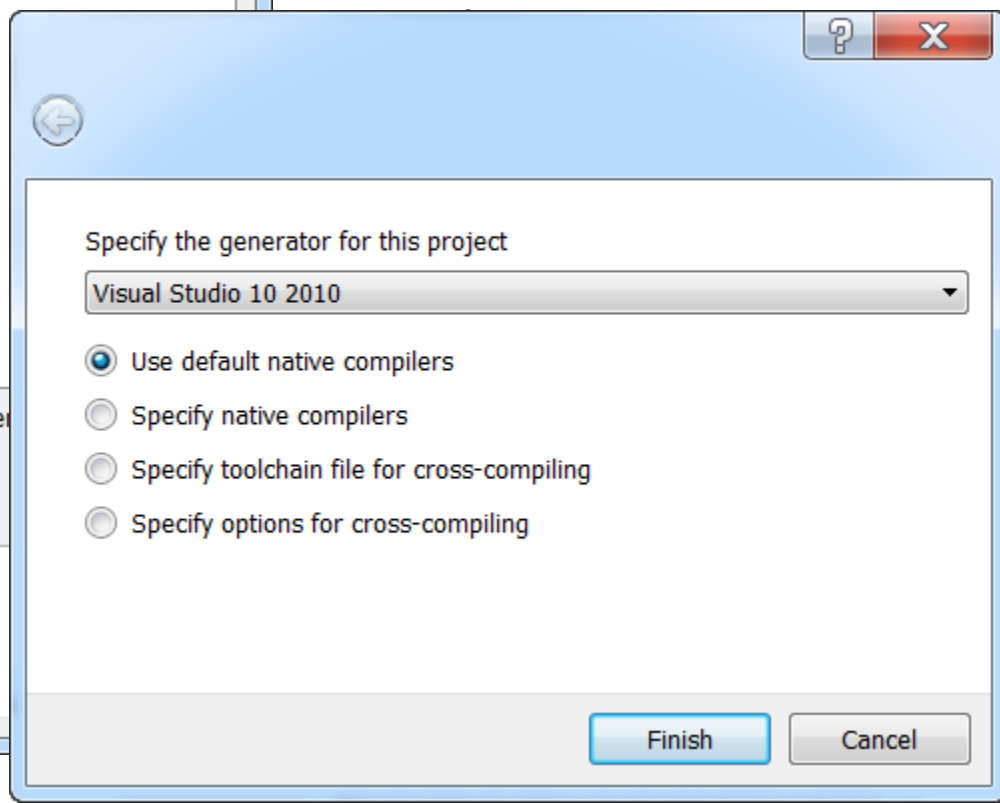 Specify the generator for this project
Visual Studio 10 2010
Use default native compilers
Specify native compilers
Specify toolchain file for cross-compiling
Specify options for cross-compiling
Finish Cancel